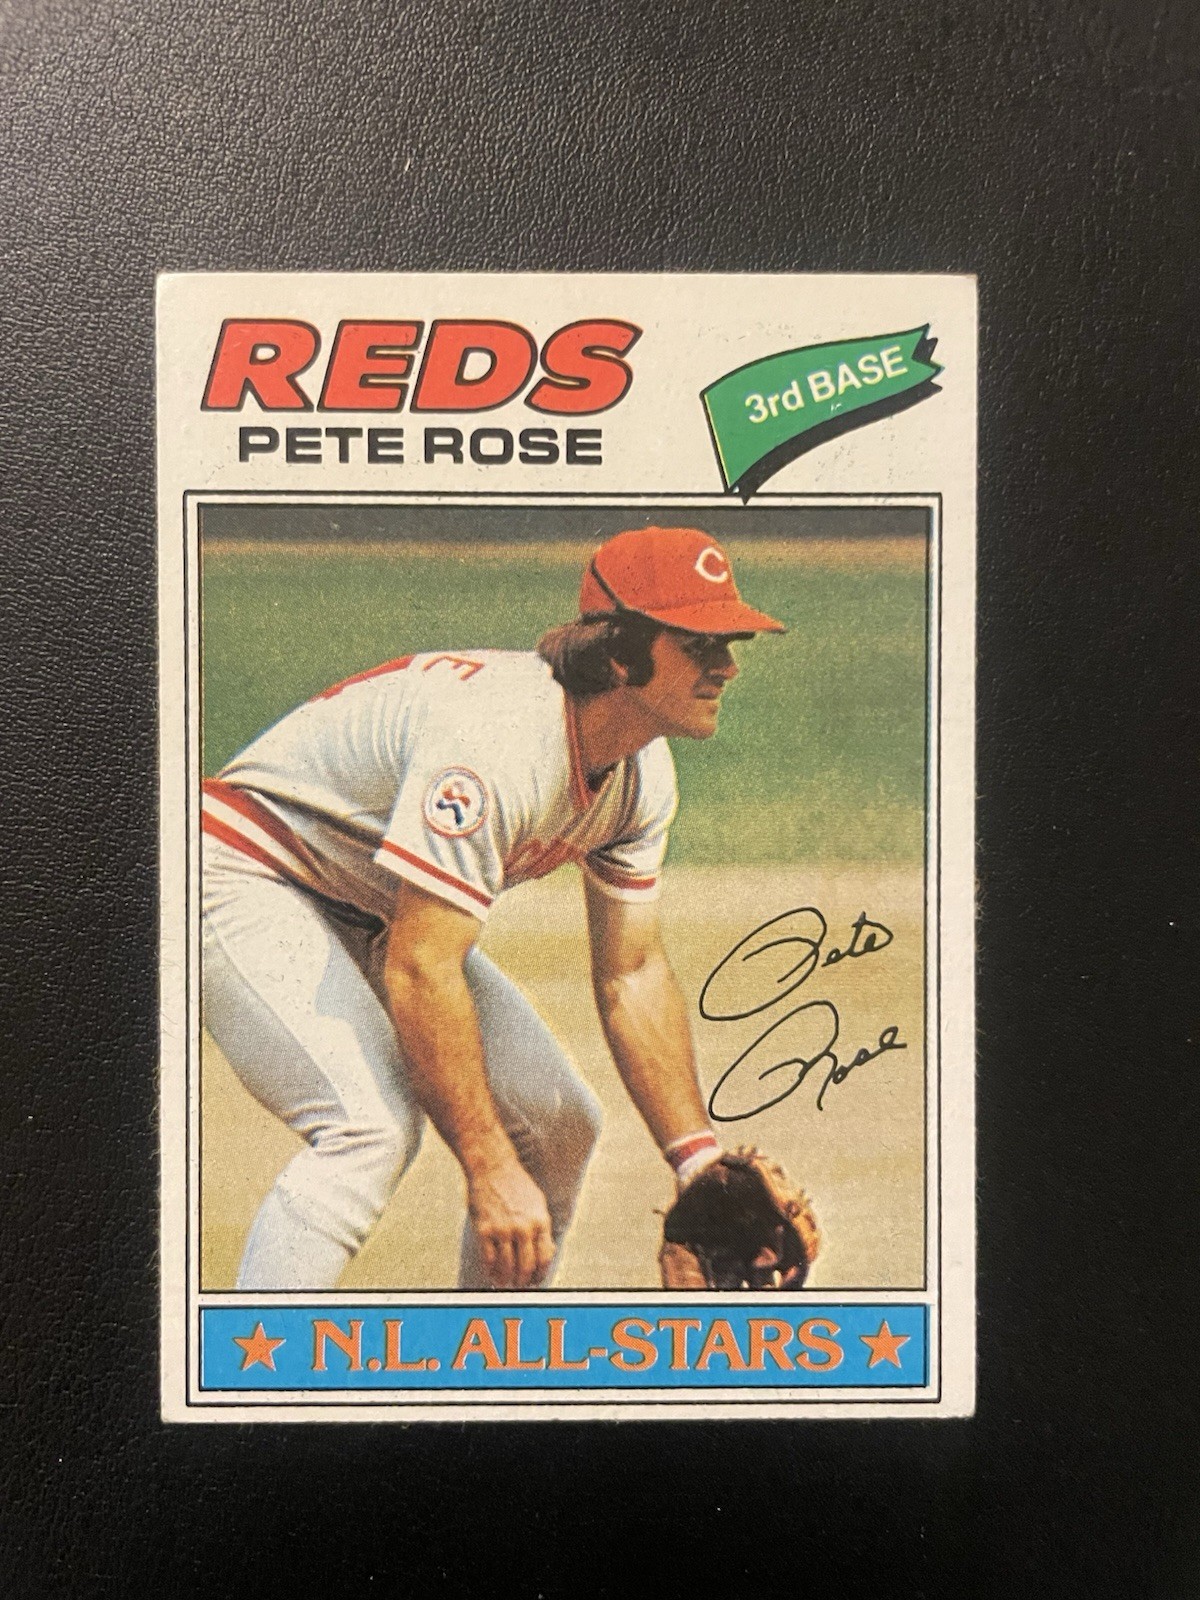 REDS
3rd BASE
PETE ROSE
C
E
Pete
Rose
★ N.L. ALL-STARS ★